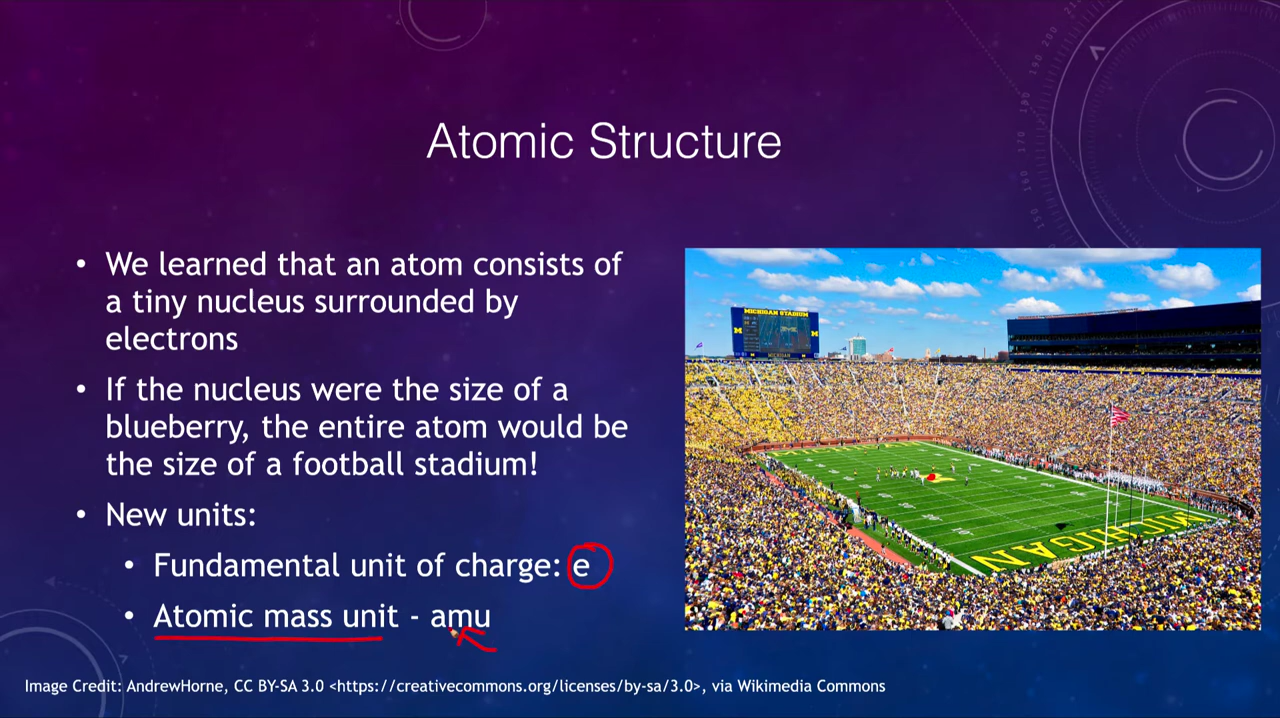 Atomic Structure
• We learned that an atom consists of
a tiny nucleus surrounded by
electrons
• If the nucleus were the size of a
blueberry, the entire atom would be
the size of a football stadium!
• New units:
• Fundamental unit of charge: e
• Atomic mass unit - amu
MICHIGAN STADIUM
M
M
MICHIGAN
MICHIGAN
Image Credit: AndrewHorne, CC BY-SA 3.0 <https://creativecommons.org/licenses/by-sa/3.0>, via Wikimedia Commons